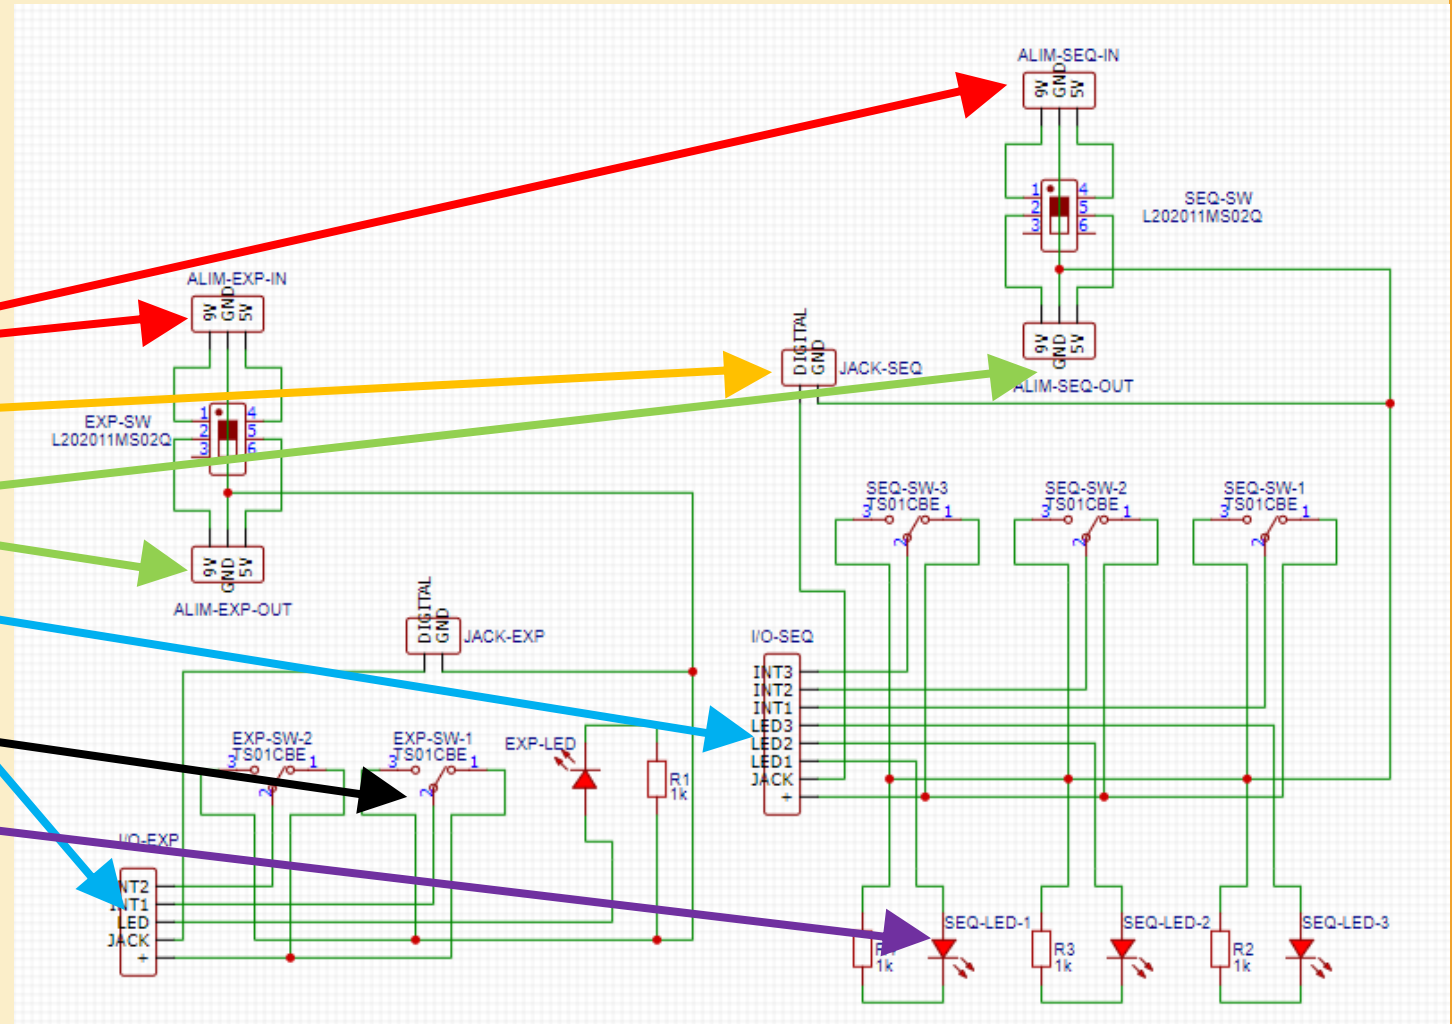 ALIM-SEQ-IN
9V GND 5V
1 4
2 5
3 6
SEQ-SW
L202011MS02Q
9V GND 5V
ALIM-SEQ-OUT
ALIM-EXP-IN
9V GND 5V
EXP-SW
L202011MS02Q
1 4
2 5
3 6
9V GND 5V
ALIM-EXP-OUT
DIGITAL GND
JACK-SEQ
SEQ-SW-3
TS01CBE
3 1
2
SEQ-SW-2
TS01CBE
3 1
2
SEQ-SW-1
TS01CBE
3 1
2
DIGITAL GND
JACK-EXP
I/O-SEQ
INT3
INT2
INT1
LED3
LED2
LED1
JACK
+
EXP-SW-2
TS01CBE
3 1
2
EXP-SW-1
TS01CBE
3 1
2
EXP-LED
R1
1k
I/O-EXP
INT2
INT1
LED
JACK
+
1k
SEQ-LED-1
R3
1k
SEQ-LED-2
R2
1k
SEQ-LED-3